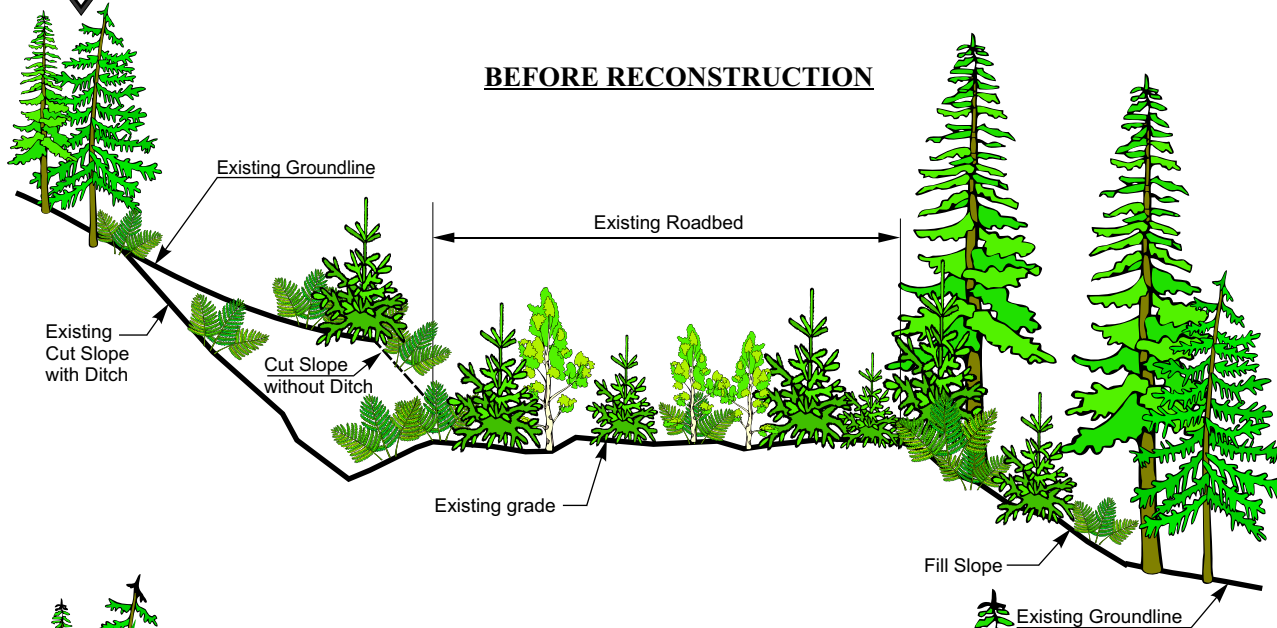 BEFORE RECONSTRUCTION
Existing Groundline
Existing Roadbed
Existing
Cut Slope
with Ditch
Cut Slope
without Ditch
Existing grade
Fill Slope
Existing Groundline